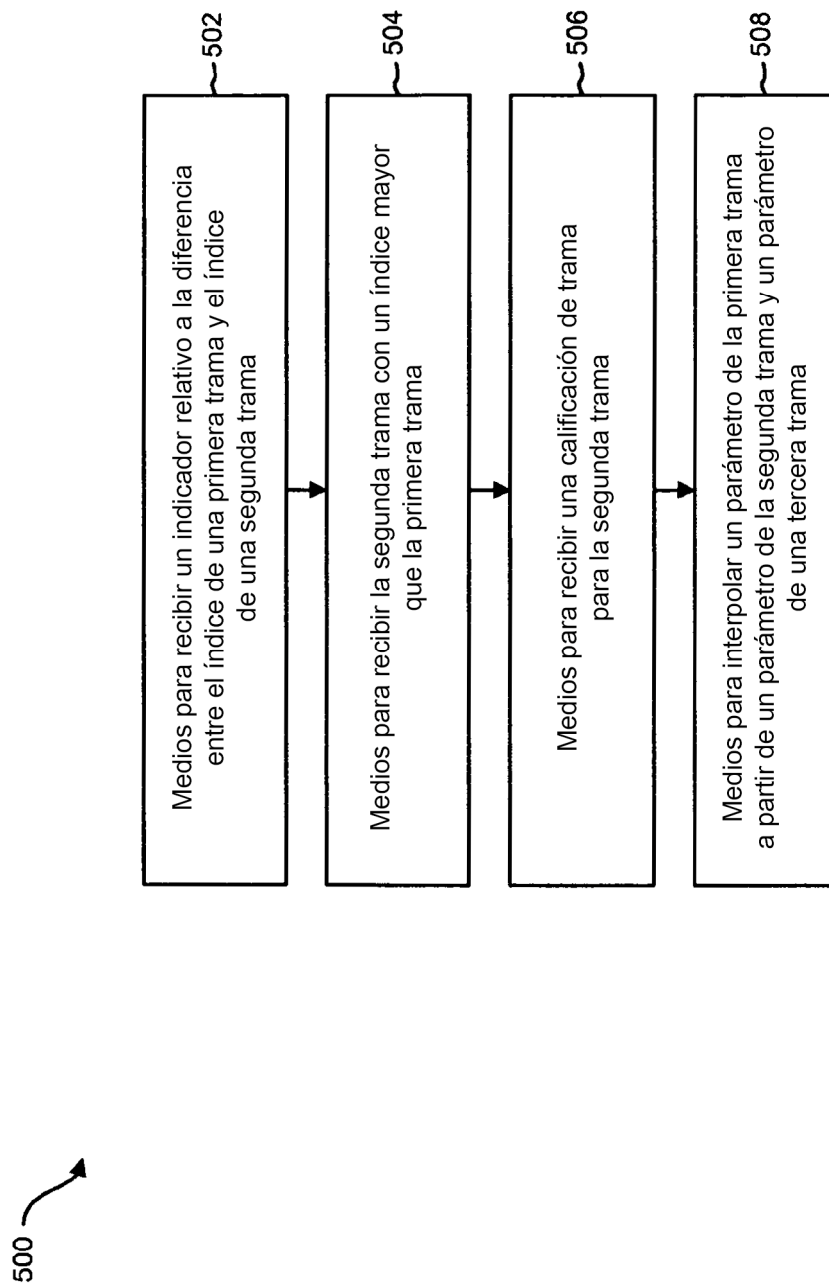 500
Medios para recibir un indicador relativo a la diferencia
entre el índice de una primera trama y el índice
de una segunda trama
502
Medios para recibir la segunda trama con un índice mayor
que la primera trama
504
Medios para recibir una calificación de trama
para la segunda trama
506
Medios para interpolar un parámetro de la primera trama
a partir de un parámetro de la segunda trama y un parámetro
de una tercera trama
508